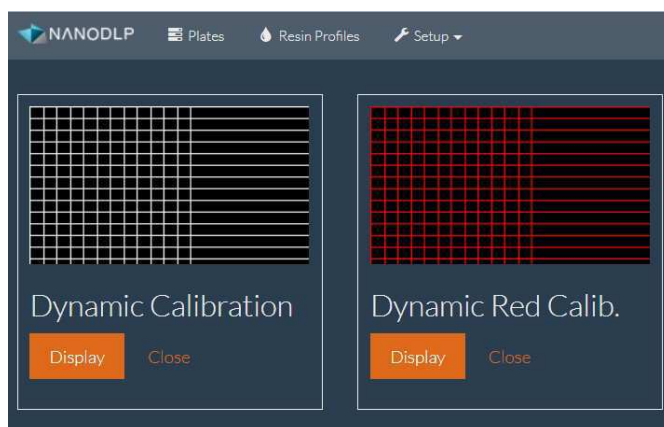 NANODLP Plates Resin Profiles Setup
Dynamic Calibration
Display Close
Dynamic Red Calib.
Display Close